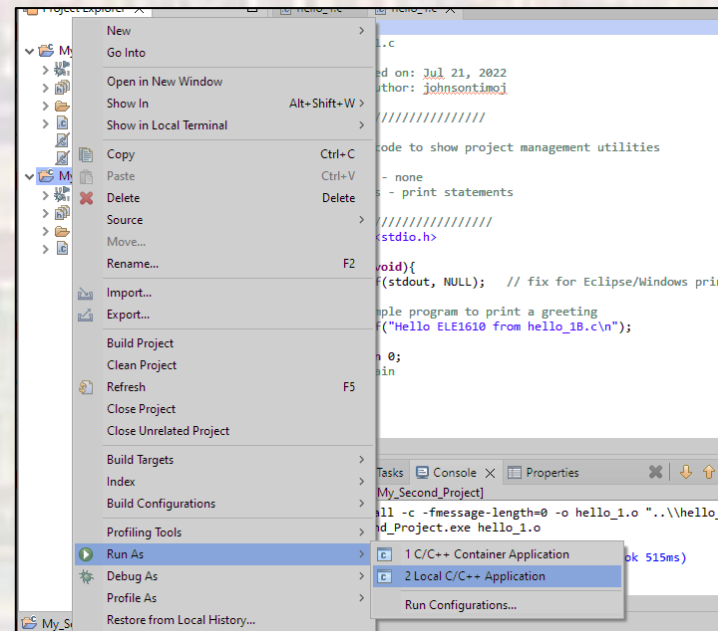 Project Explorer
hello_1.c
hello_1.c
My
My
New
Go Into
Open in New Window
Show In Alt+Shift+W >
Show in Local Terminal
Copy Ctrl+C
Paste Ctrl+V
Delete Delete
Source
Move...
Rename... F2
Import...
Export...
Build Project
Clean Project
Refresh F5
Close Project
Close Unrelated Project
Build Targets
Index
Build Configurations
Profiling Tools
Run As
Debug As
Profile As
Restore from Local History...
1.c
ed on: Jul 21, 2022
uthor: johnsontimoj
///////////////
code to show project management utilities
- none
s - print statements
////////////////
<stdio.h>
void){
f(stdout, NULL); // fix for Eclipse/Windows prin
mple program to print a greeting
f("Hello ELE1610 from hello_1B.c\n");
n 0;
ain
Tasks Console Properties
My_Second_Project]
all -c -fmessage-length=0 -o hello_1.o "..\\hello_
nd_Project.exe hello_1.o
ok 515ms)
1 C/C++ Container Application
2 Local C/C++ Application
Run Configurations...
My_Se